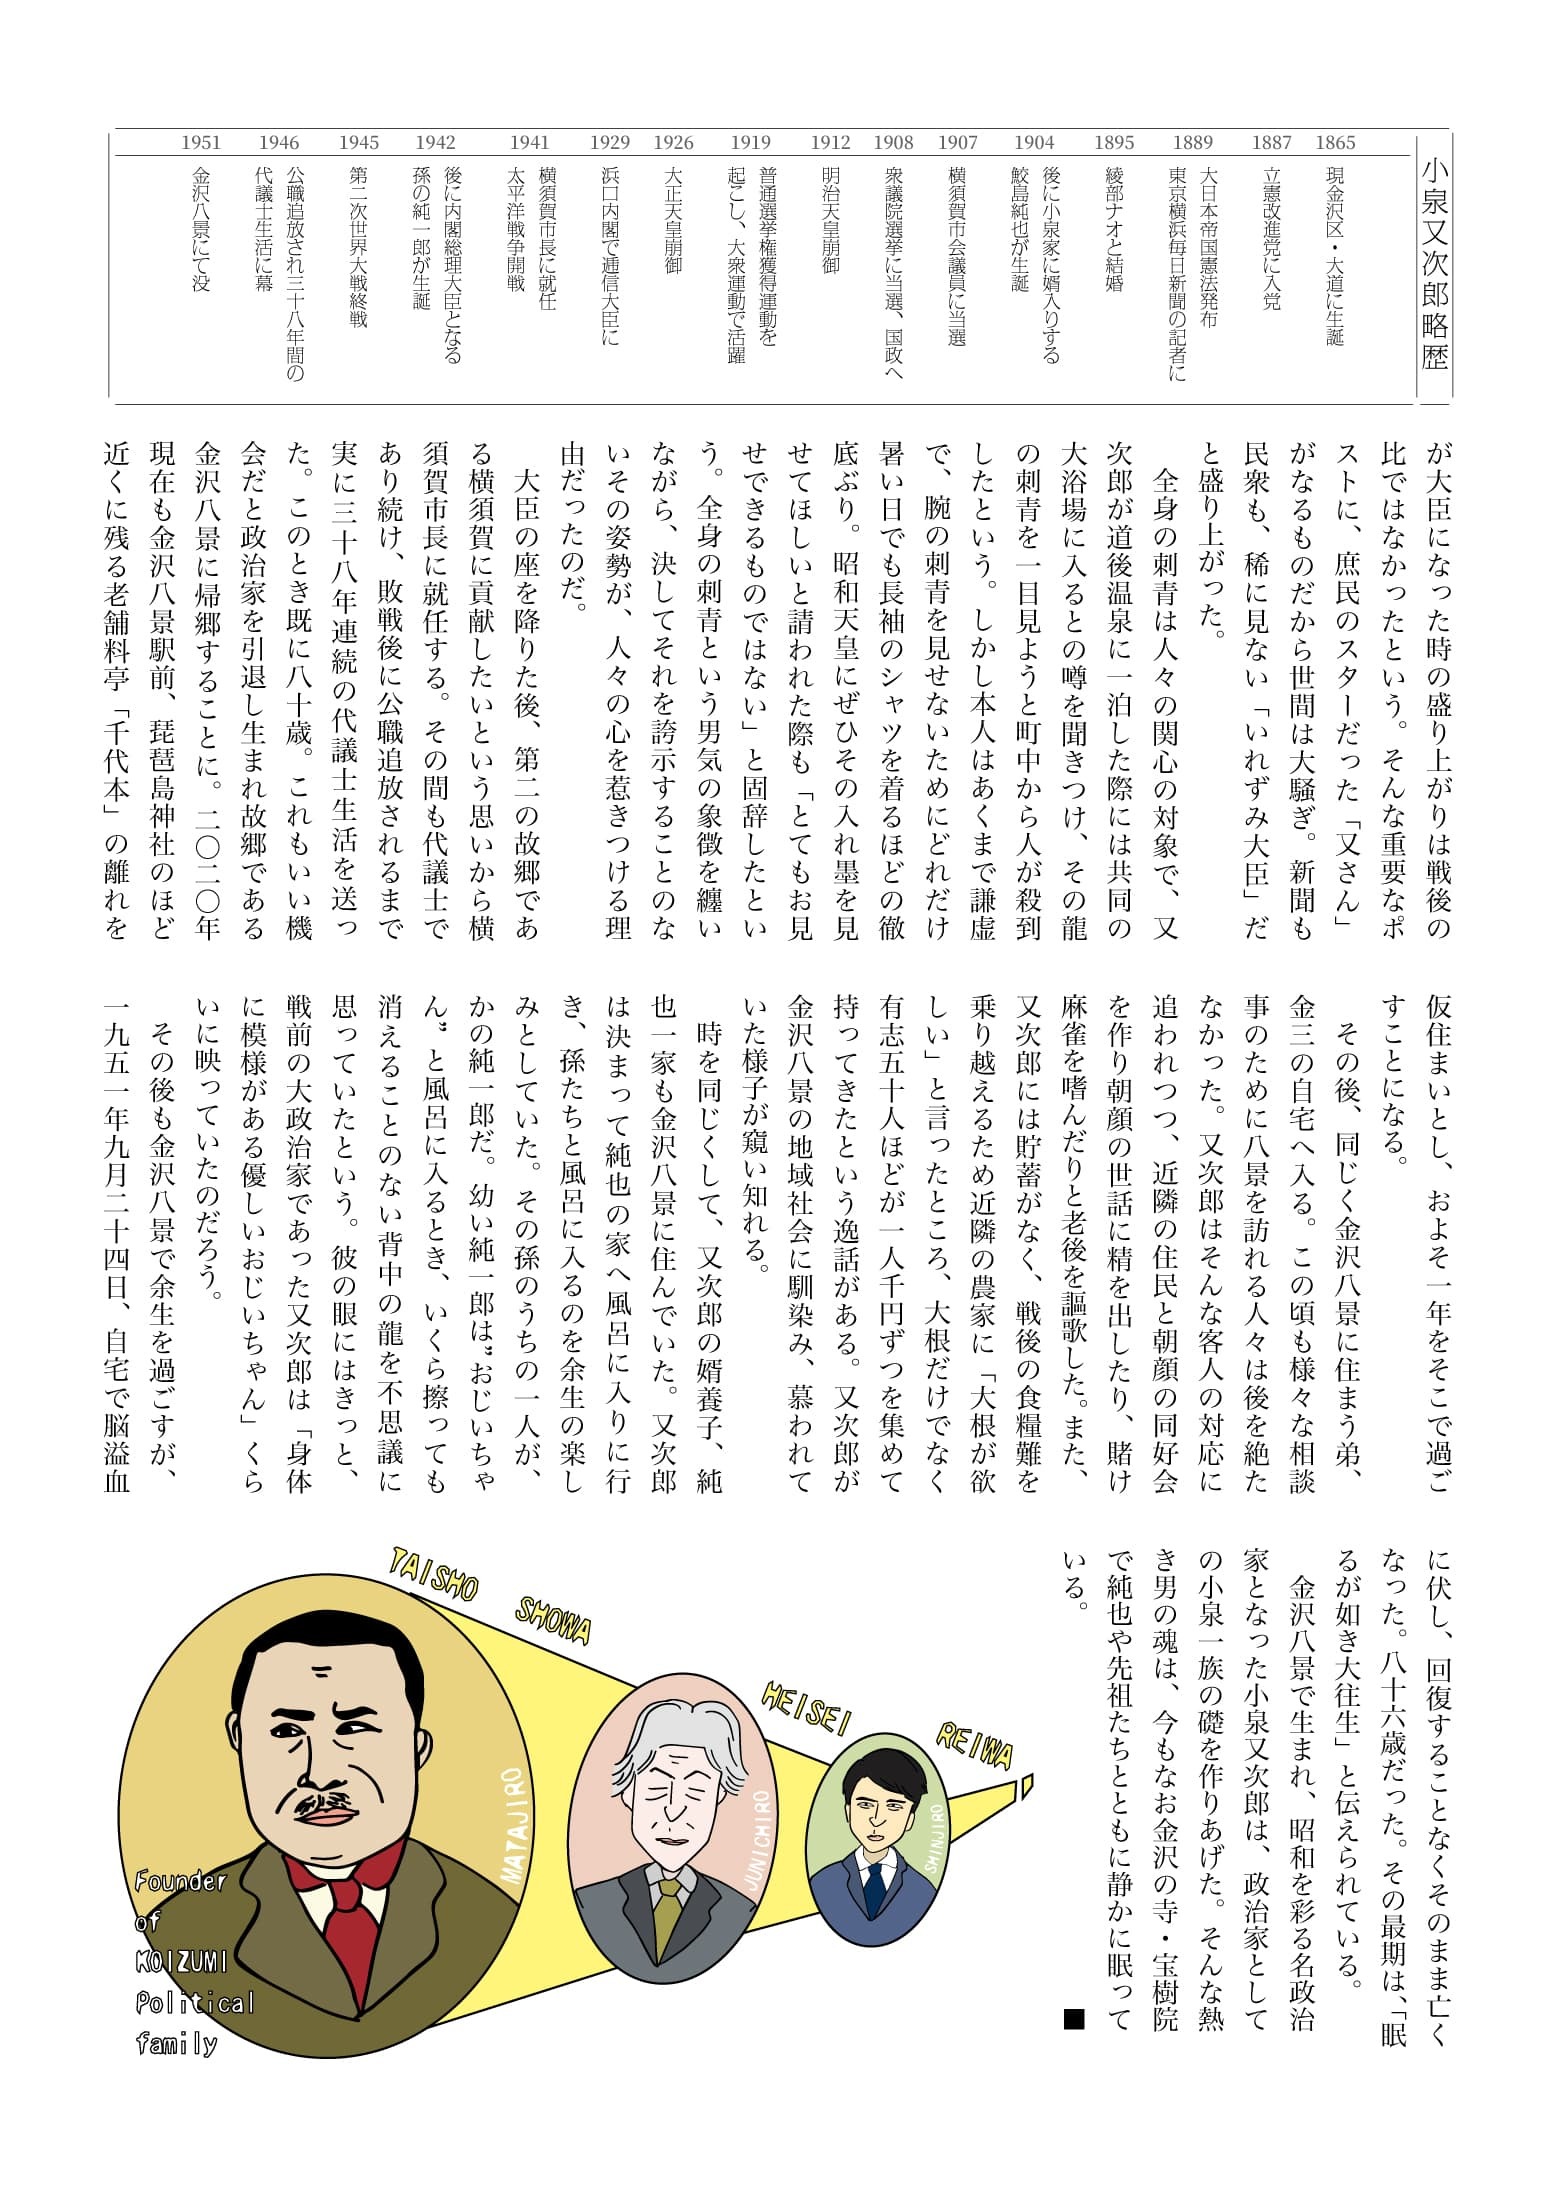 小泉又次郎略歴
1865
現金沢区・大道に生誕
1887
立憲改進党に入党
1889
大日本帝国憲法発布
東京横浜毎日新聞の記者に
1895
綾部ナオと結婚
1904
後に小泉家に婿入りする
鮫島純也が生誕
1907
横須賀市会議員に当選
1908
衆議院選挙に当選、国政へ
1912
明治天皇崩御
1919
普通選挙権獲得運動を
起こし、大衆運動で活躍
1926
大正天皇崩御
1929
浜口内閣で逓信大臣に
1941
横須賀市長に就任
太平洋戦争開戦
1942
後に内閣総理大臣となる
孫の純一郎が生誕
1945
第二次世界大戦終戦
1946
公職追放され三十八年間の
代議士生活に幕
1951
金沢八景にて没
が大臣になった時の盛り上がりは戦後の
比ではなかったという。そんな重要なポ
ストに、庶民のスターだった「又さん」
がなるものだから世間は大騒ぎ。新聞も
民衆も、稀に見ない「いれずみ大臣」だ
と盛り上がった。
全身の刺青は人々の関心の対象で、又
次郎が道後温泉に一泊した際には共同の
大浴場に入るとの噂を聞きつけ、その龍
の刺青を一目見ようと町中から人が殺到
したという。しかし本人はあくまで謙虚
で、腕の刺青を見せないためにどれだけ
暑い日でも長袖のシャツを着るほどの徹
底ぶり。昭和天皇にぜひその入れ墨を見
せてほしいと請われた際も「とてもお見
せできるものではない」と固辞したとい
う。全身の刺青という男気の象徴を纏い
ながら、決してそれを誇示することのな
いその姿勢が、人々の心を惹きつける理
由だったのだ。
大臣の座を降りた後、第二の故郷であ
る横須賀に貢献したいという思いから横
須賀市長に就任する。その間も代議士で
あり続け、敗戦後に公職追放されるまで
実に三十八年連続の代議士生活を送っ
た。このとき既に八十歳。これもいい機
会だと政治家を引退し生まれ故郷である
金沢八景に帰郷することに。二〇二〇年
現在も金沢八景駅前、琵琶島神社のほど
近くに残る老舗料亭「千代本」の離れを
仮住まいとし、およそ一年をそこで過ご
すことになる。
その後、同じく金沢八景に住まう弟、
金三の自宅へ入る。この頃も様々な相談
事のために八景を訪れる人々は後を絶た
なかった。又次郎はそんな客人の対応に
追われつつ、近隣の住民と朝顔の同好会
を作り朝顔の世話に精を出したり、賭け
麻雀を嗜んだりと老後を謳歌した。また、
又次郎には貯蓄がなく、戦後の食糧難を
乗り越えるため近隣の農家に「大根が欲
しい」と言ったところ、大根だけでなく
有志五十人ほどが一人千円ずつを集めて
持ってきたという逸話がある。又次郎が
金沢八景の地域社会に馴染み、慕われて
いた様子が窺い知れる。
時を同じくして、又次郎の婿養子、純
也一家も金沢八景に住んでいた。又次郎
は決まって純也の家へ風呂に入りに行
き、孫たちと風呂に入るのを余生の楽し
みとしていた。その孫のうちの一人が、
かの純一郎だ。幼い純一郎は”おじいちゃ
ん”と風呂に入るとき、いくら擦っても
消えることのない背中の龍を不思議に
思っていたという。彼の眼にはきっと、
戦前の大政治家であった又次郎は「身体
に模様がある優しいおじいちゃん」くら
いに映っていたのだろう。
その後も金沢八景で余生を過ごすが、
一九五一年九月二十四日、自宅で脳溢血
に伏し、回復することなくそのまま亡く
なった。八十六歳だった。その最期は、「眠
るが如き大往生」と伝えられている。
金沢八景で生まれ、昭和を彩る名政治
家となった小泉又次郎は、政治家として
の小泉一族の礎を作りあげた。そんな熱
き男の魂は、今もなお金沢の寺・宝樹院
で純也や先祖たちとともに静かに眠って
いる。
■
TAISHO
SHOWA
HEISEI
REIWA
MATAJIRO
JUNICHIRO
SHINJIRO
Founder
of
KOIZUMI
Political
family